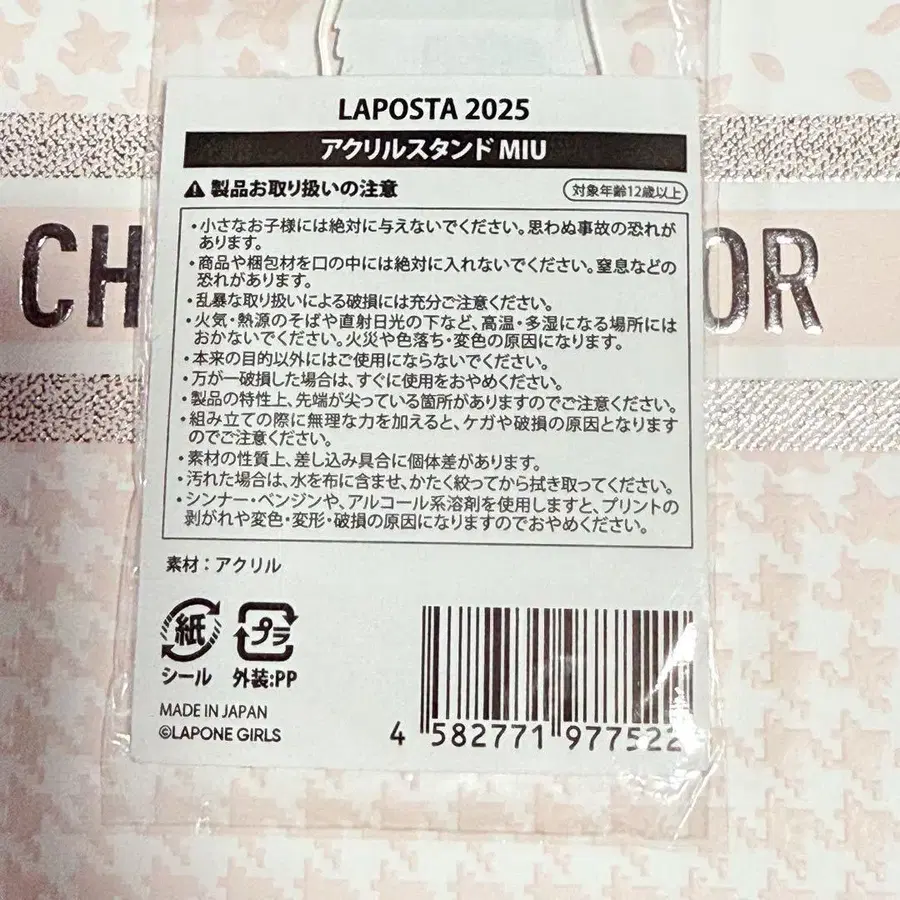 LAPOSTA 2025
アクリルスタンド MIU
⚠ 製品お取り扱いの注意
対象年齢12歳以上
・小さなお子様には絶対に与えないでください。思わぬ事故の恐れが
あります。
・商品や梱包材を口の中には絶対に入れないでください。窒息などの
恐れがあります。
・乱暴な取り扱いによる破損には充分ご注意ください。
・火気・熱源のそばや直射日光の下など、高温・多湿になる場所には
おかないでください。火災や色落ち・変色の原因になります。
・本来の目的以外にはご使用にならないでください。
・万が一破損した場合は、すぐに使用をおやめください。
・製品の特性上、先端が尖っている箇所がありますのでご注意ください。
・組み立ての際に無理な力を加えると、ケガや破損の原因となります
のでご注意ください。
・素材の性質上、差し込み具合に個体差があります。
・汚れた場合は、水を布に含ませ、かたく絞ってから拭き取ってください。
・シンナー・ベンジンや、アルコール系溶剤を使用しますと、プリントの
剥がれや変色・変形・破損の原因になりますのでおやめください。
CH
OR
素材：アクリル
紙
プラ
シール
外装:PP
MADE IN JAPAN
©LAPONE GIRLS
4 582771 977522